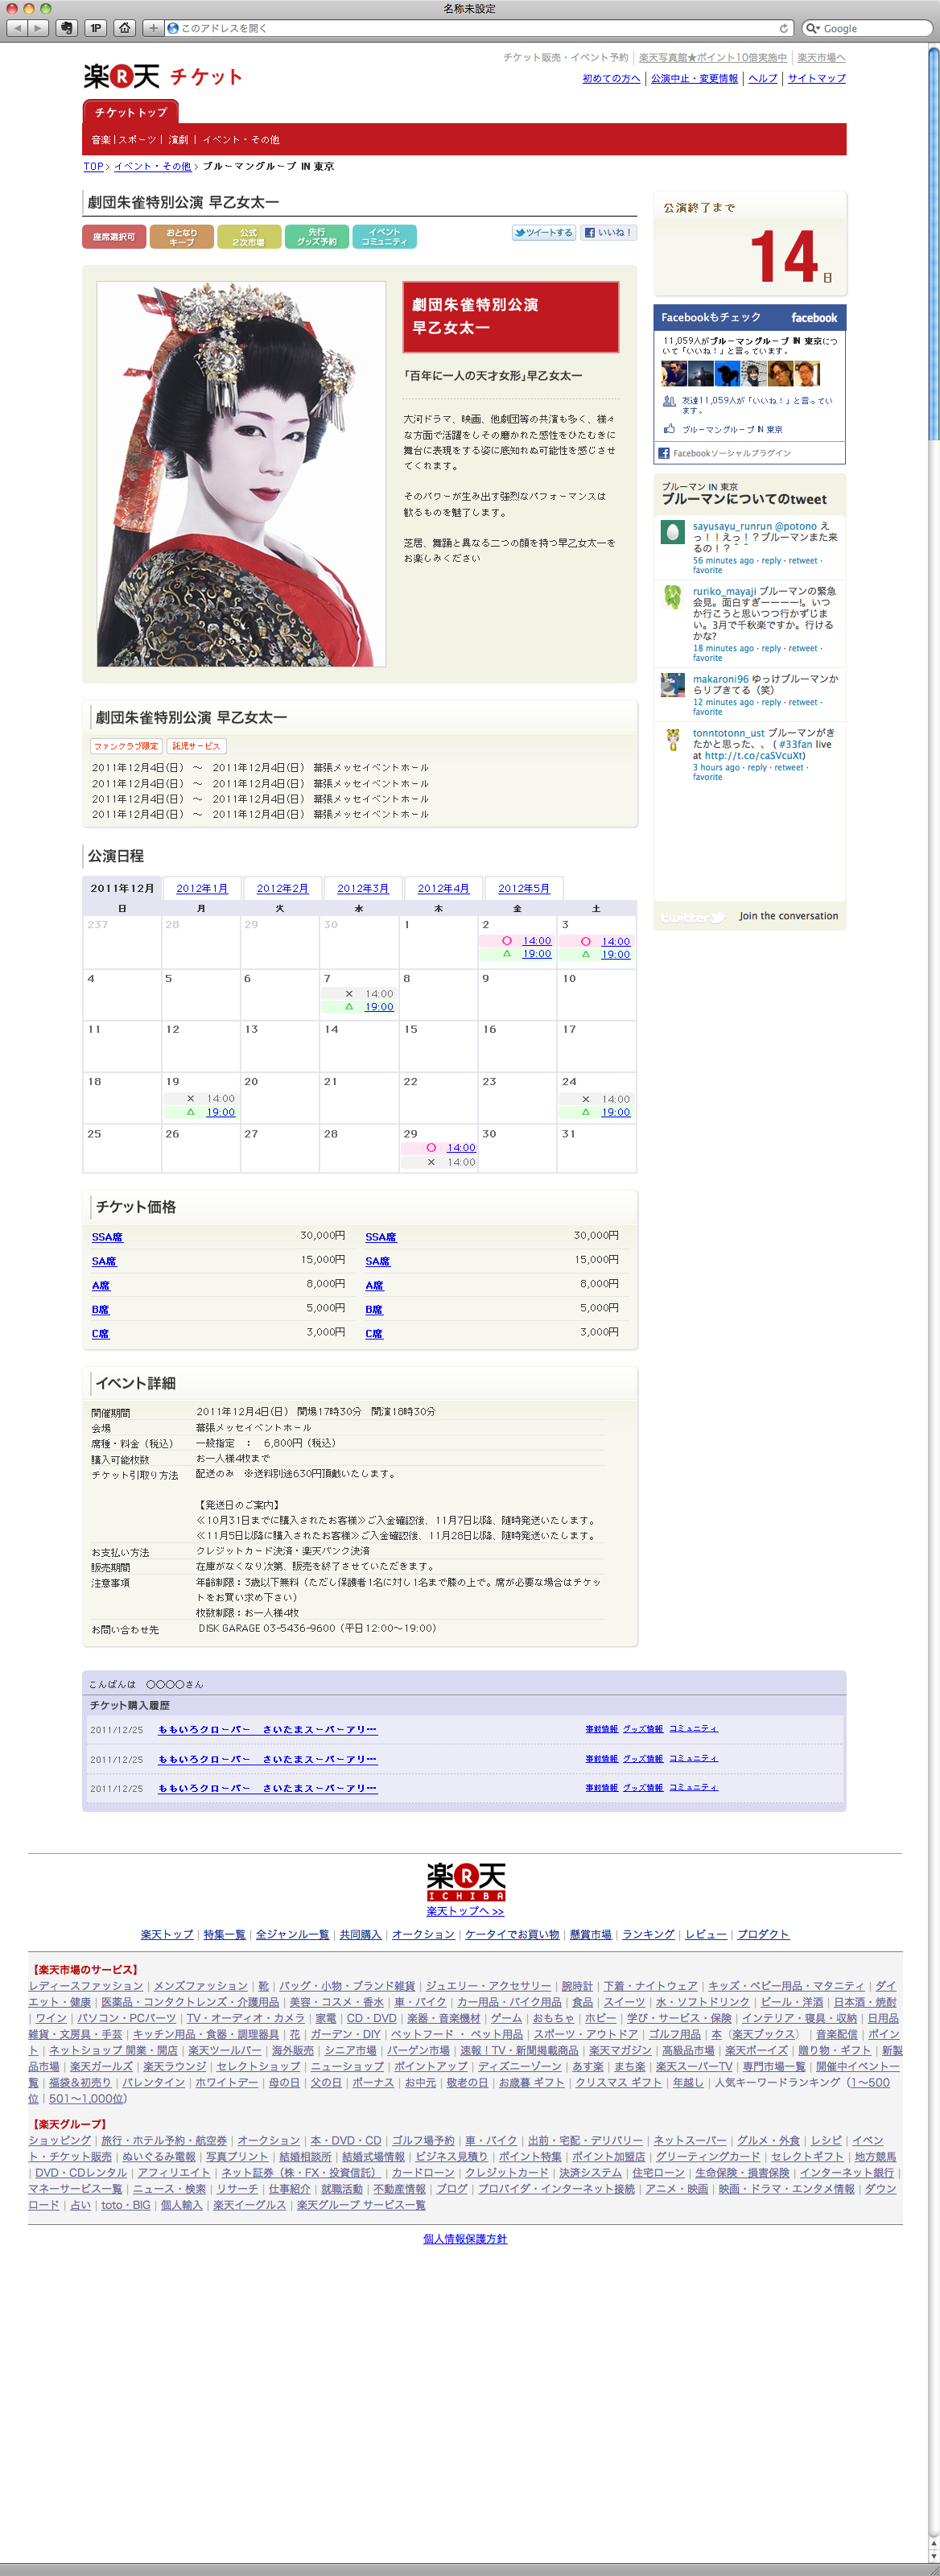 名称未設定
1P
このアドレスを開く
Google
楽R天 チケット
チケット販売・イベント予約 | 楽天写真館★ポイント10倍実施中 | 楽天市場へ
初めての方へ | 公演中止・変更情報 | ヘルプ | サイトマップ
チケットトップ
音楽 | スポーツ | 演劇 | イベント・その他
TOP > イベント・その他 > ブルーマングループ IN 東京
劇団朱雀特別公演 早乙女太一
座席選択可
おとなり
キープ
公式
2次市場
先行
グッズ予約
イベント
コミュニティ
ツイートする
いいね！
劇団朱雀特別公演
早乙女太一
「百年に一人の天才女形」早乙女太一
大河ドラマ、映画、他劇団等の共演も多く、様々
な方面で活躍をしその磨かれた感性をひたむきに
舞台に表現をする姿に底知れぬ可能性を感じさせ
てくれます。
そのパワーが生み出す強烈なパフォーマンスは
観るものを魅了します。
芝居、舞踊と異なる二つの顔を持つ早乙女太一を
お楽しみください
公演終了まで
14日
Facebookもチェック facebook
11,059人がブルーマングループ IN 東京につ
いて「いいね！」と言っています。
友達11,059人が「いいね！」と言ってい
ます。
ブルーマングループ IN 東京
Facebookソーシャルプラグイン
ブルーマン IN 東京
ブルーマンについてのtweet
sayusayu_runrun @potono え
っ！！えっ！？ブルーマンまた来
るの！？＾＾
56 minutes ago · reply · retweet ·
favorite
ruriko_mayaji ブルーマンの緊急
会見。面白すぎーーーー!。いつ
か行こうと思いつつ行かずじま
い。3月で千秋楽ですか。行ける
かな?
18 minutes ago · reply · retweet ·
favorite
makaroni96 ゆっけブルーマンか
らリプきてる（笑）
12 minutes ago · reply · retweet ·
favorite
tonntotonn_ust ブルーマンがき
たかと思った、、 ( #33fan live
at http://t.co/caSVcuXt)
3 hours ago · reply · retweet ·
favorite
twitter Join the conversation
劇団朱雀特別公演 早乙女太一
ファンクラブ限定 託児サービス
2011年12月4日(日) ～ 2011年12月4日(日) 幕張メッセイベントホール
2011年12月4日(日) ～ 2011年12月4日(日) 幕張メッセイベントホール
2011年12月4日(日) ～ 2011年12月4日(日) 幕張メッセイベントホール
2011年12月4日(日) ～ 2011年12月4日(日) 幕張メッセイベントホール
公演日程
2011年12月 2012年1月 2012年2月 2012年3月 2012年4月 2012年5月
日 月 火 水 木 金 土
237 28 29 30 1 2 3
○ 14:00 ○ 14:00
△ 19:00 △ 19:00
4 5 6 7 8 9 10
× 14:00
△ 19:00
11 12 13 14 15 16 17
18 19 20 21 22 23 24
× 14:00 × 14:00
△ 19:00 △ 19:00
25 26 27 28 29 30 31
○ 14:00
× 14:00
チケット価格
SSA席 30,000円 SSA席 30,000円
SA席 15,000円 SA席 15,000円
A席 8,000円 A席 8,000円
B席 5,000円 B席 5,000円
C席 3,000円 C席 3,000円
イベント詳細
開催期間 2011年12月4日(日) 開場17時30分 開演18時30分
会場 幕張メッセイベントホール
席種・料金（税込） 一般指定 ： 6,800円（税込）
購入可能枚数 お一人様4枚まで
チケット引取り方法 配送のみ ※送料別途630円頂戴いたします。
【発送日のご案内】
≪10月31日までに購入されたお客様≫ご入金確認後、11月7日以降、随時発送いたします。
≪11月5日以降に購入されたお客様≫ご入金確認後、11月28日以降、随時発送いたします。
お支払い方法 クレジットカード決済・楽天バンク決済
販売期間 在庫がなくなり次第、販売を終了させていただきます。
注意事項 年齢制限：3歳以下無料（ただし保護者1名に対し1名まで膝の上で。席が必要な場合はチケッ
トをお買い求め下さい）
枚数制限：お一人様4枚
お問い合わせ先 DISK GARAGE 03-5436-9600（平日12:00～19:00）
こんばんは ○○○○さん
チケット購入履歴
2011/12/25 ももいろクローバー さいたまスーパーアリ… 事前情報 グッズ情報 コミュニティ
2011/12/25 ももいろクローバー さいたまスーパーアリ… 事前情報 グッズ情報 コミュニティ
2011/12/25 ももいろクローバー さいたまスーパーアリ… 事前情報 グッズ情報 コミュニティ
楽R天
ICHIBA
楽天トップへ >>
楽天トップ | 特集一覧 | 全ジャンル一覧 | 共同購入 | オークション | ケータイでお買い物 | 懸賞市場 | ランキング | レビュー | プロダクト
【楽天市場のサービス】
レディースファッション | メンズファッション | 靴 | バッグ・小物・ブランド雑貨 | ジュエリー・アクセサリー | 腕時計 | 下着・ナイトウェア | キッズ・ベビー用品・マタニティ | ダイ
エット・健康 | 医薬品・コンタクトレンズ・介護用品 | 美容・コスメ・香水 | 車・バイク | カー用品・バイク用品 | 食品 | スイーツ | 水・ソフトドリンク | ビール・洋酒 | 日本酒・焼酎
| ワイン | パソコン・PCパーツ | TV・オーディオ・カメラ | 家電 | CD・DVD | 楽器・音楽機材 | ゲーム | おもちゃ | ホビー | 学び・サービス・保険 | インテリア・寝具・収納 | 日用品
雑貨・文房具・手芸 | キッチン用品・食器・調理器具 | 花 | ガーデン・DIY | ペットフード ・ ペット用品 | スポーツ・アウトドア | ゴルフ用品 | 本（楽天ブックス） | 音楽配信 | ポイン
ト | ネットショップ 開業・開店 | 楽天ツールバー | 海外販売 | シニア市場 | バーゲン市場 | 速報！TV・新聞掲載商品 | 楽天マガジン | 高級品市場 | 楽天ボーイズ | 贈り物・ギフト | 新製
品市場 | 楽天ガールズ | 楽天ラウンジ | セレクトショップ | ニューショップ | ポイントアップ | ディズニーゾーン | あす楽 | まち楽 | 楽天スーパーTV | 専門市場一覧 | 開催中イベント一
覧 | 福袋＆初売り | バレンタイン | ホワイトデー | 母の日 | 父の日 | ボーナス | お中元 | 敬老の日 | お歳暮 ギフト | クリスマス ギフト | 年越し | 人気キーワードランキング（1～500
位 | 501～1,000位）
【楽天グループ】
ショッピング | 旅行・ホテル予約・航空券 | オークション | 本・DVD・CD | ゴルフ場予約 | 車・バイク | 出前・宅配・デリバリー | ネットスーパー | グルメ・外食 | レシピ | イベン
ト・チケット販売 | ぬいぐるみ電報 | 写真プリント | 結婚相談所 | 結婚式場情報 | ビジネス見積り | ポイント特集 | ポイント加盟店 | グリーティングカード | セレクトギフト | 地方競馬
| DVD・CDレンタル | アフィリエイト | ネット証券（株・FX・投資信託） | カードローン | クレジットカード | 決済システム | 住宅ローン | 生命保険・損害保険 | インターネット銀行 |
マネーサービス一覧 | ニュース・検索 | リサーチ | 仕事紹介 | 就職活動 | 不動産情報 | ブログ | プロバイダ・インターネット接続 | アニメ・映画 | 映画・ドラマ・エンタメ情報 | ダウン
ロード | 占い | toto・BIG | 個人輸入 | 楽天イーグルス | 楽天グループ サービス一覧
個人情報保護方針